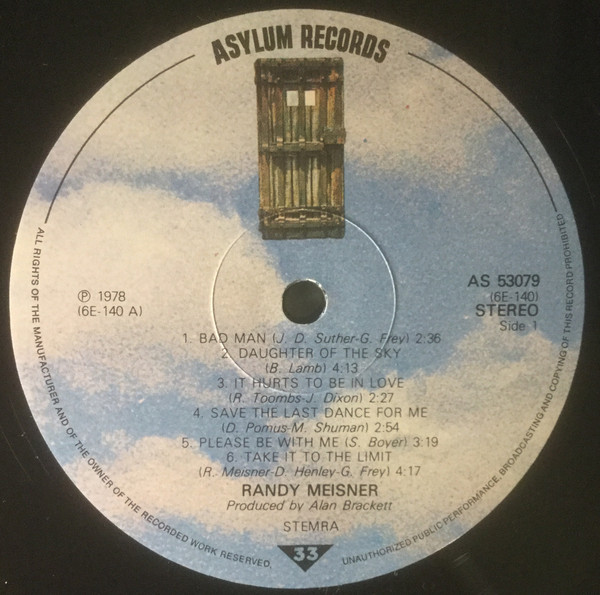 ASYLUM RECORDS
℗ 1978
(6E-140 A)
AS 53079
(6E-140)
STEREO
Side 1
1. BAD MAN (J. D. Suther-G. Frey) 2:36
2. DAUGHTER OF THE SKY
(B. Lamb) 4:13
3. IT HURTS TO BE IN LOVE
(R. Toombs-J. Dixon) 2:27
4. SAVE THE LAST DANCE FOR ME
(D. Pomus-M. Shuman) 2:54
5. PLEASE BE WITH ME (S. Boyer) 3:19
6. TAKE IT TO THE LIMIT
(R. Meisner-D. Henley-G. Frey) 4:17
RANDY MEISNER
Produced by Alan Brackett
STEMRA
33
ALL RIGHTS OF THE MANUFACTURER AND OF THE OWNER OF THE RECORDED WORK RESERVED.
UNAUTHORIZED PUBLIC PERFORMANCE, BROADCASTING AND COPYING OF THIS RECORD PROHIBITED